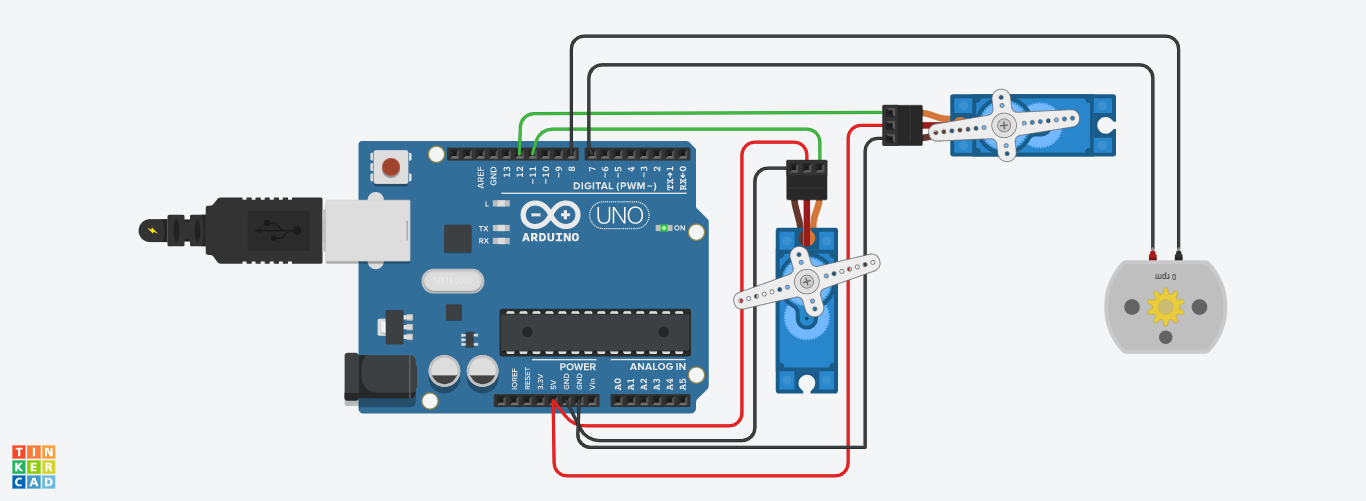 AREF
GND
13
12
~11
~10
~9
8
7
~6
~5
~4
~3
2
TX→1
RX←0
DIGITAL (PWM~)
L
TX
RX
ARDUINO
UNO
ON
0 rpm
POWER
ANALOG IN
IOREF
RESET
3.3V
5V
GND
GND
Vin
A0
A1
A2
A3
A4
A5
TIN
KER
CAD